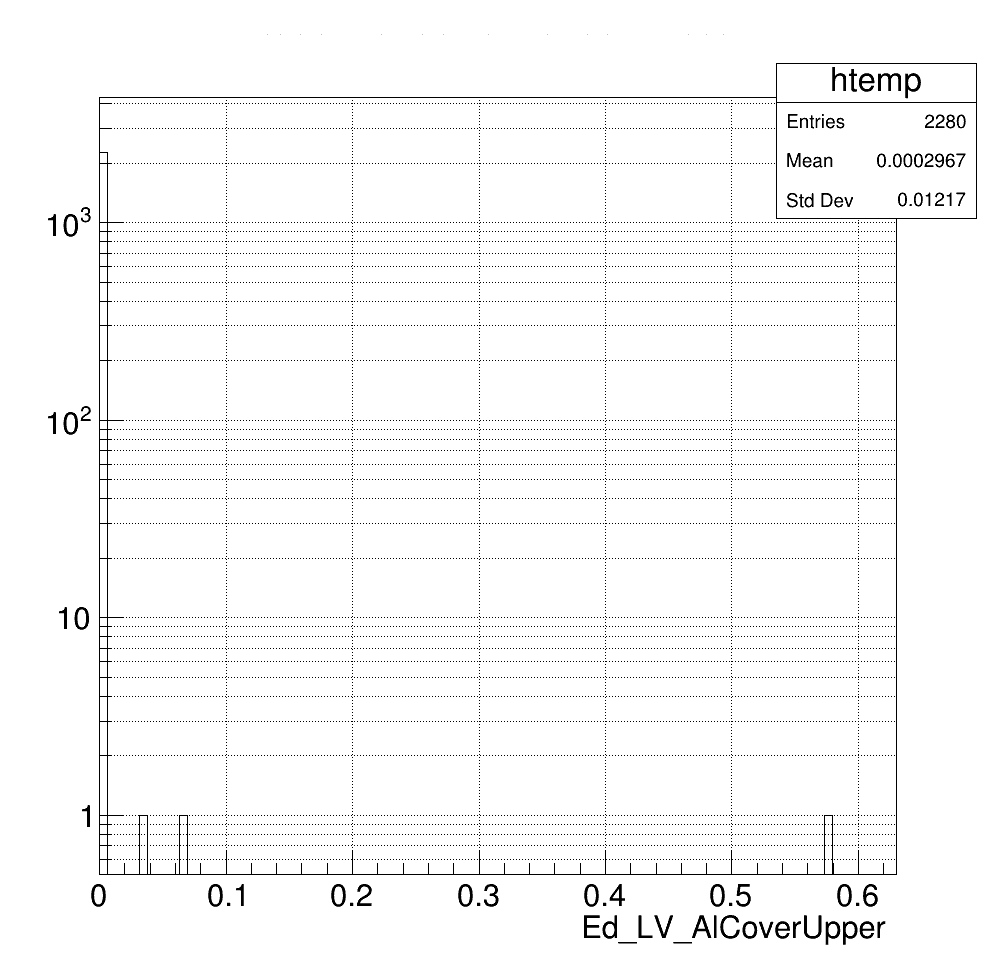 htemp
Entries 2280
Mean 0.0002967
Std Dev 0.01217
10³
10²
10
1
0 0.1 0.2 0.3 0.4 0.5 0.6
Ed_LV_AlCoverUpper